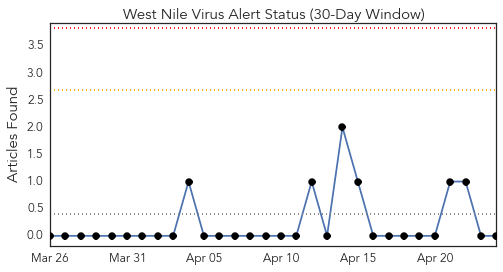 West Nile Virus Alert Status (30-Day Window)
Articles Found
3.5
3.0
2.5
2.0
1.5
1.0
0.5
0.0
Mar 26 Mar 31 Apr 05 Apr 10 Apr 15 Apr 20